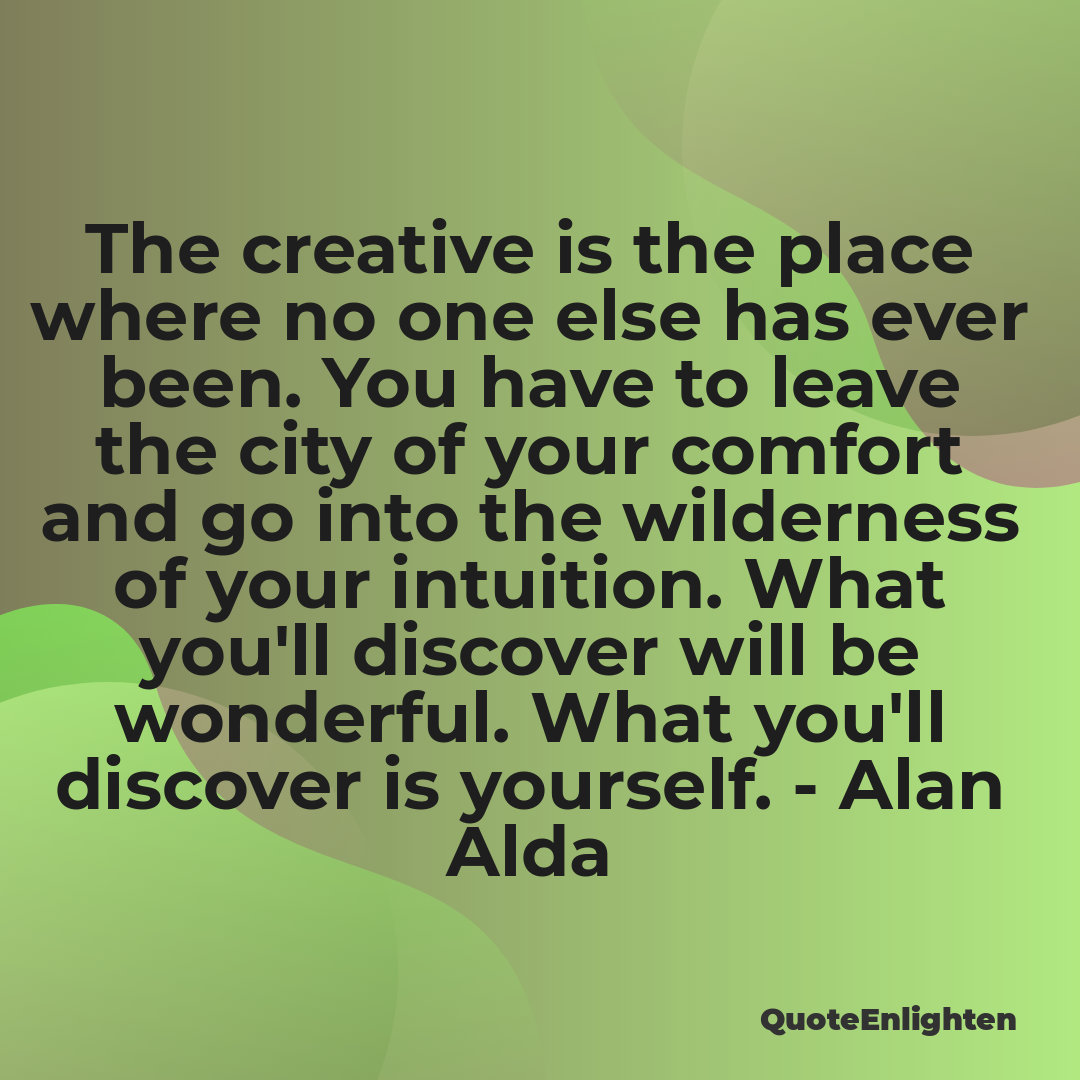 The creative is the place
where no one else has ever
been. You have to leave
the city of your comfort
and go into the wilderness
of your intuition. What
you'll discover will be
wonderful. What you'll
discover is yourself. - Alan
Alda
QuoteEnlighten